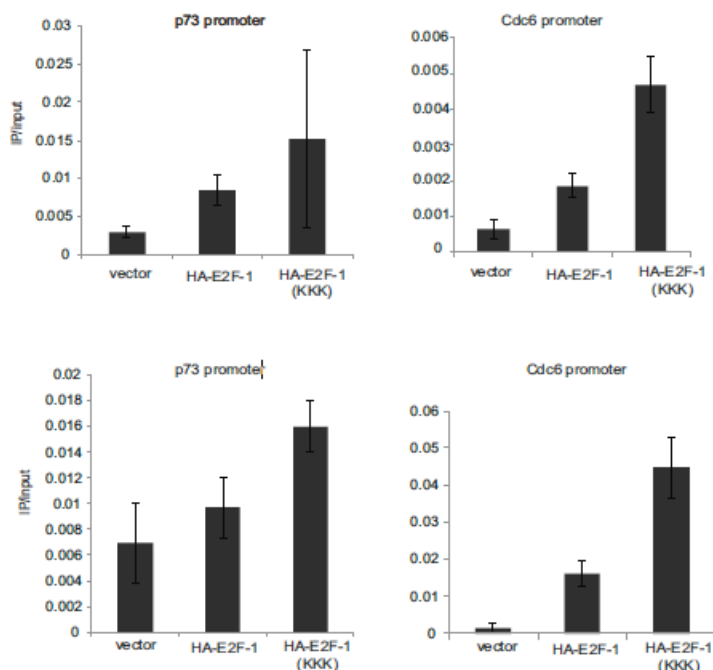 p73 promoter
0.03
0.025
0.02
0.015
0.01
0.005
0
IP/input
vector
HA-E2F-1
HA-E2F-1
(KKK)
Cdc6 promoter
0.006
0.005
0.004
0.003
0.002
0.001
0
vector
HA-E2F-1
HA-E2F-1
(KKK)
p73 promoter
0.02
0.018
0.016
0.014
0.012
0.01
0.008
0.006
0.004
0.002
0
IP/input
vector
HA-E2F-1
HA-E2F-1
(KKK)
Cdc6 promoter
0.06
0.05
0.04
0.03
0.02
0.01
0
vector
HA-E2F-1
HA-E2F-1
(KKK)